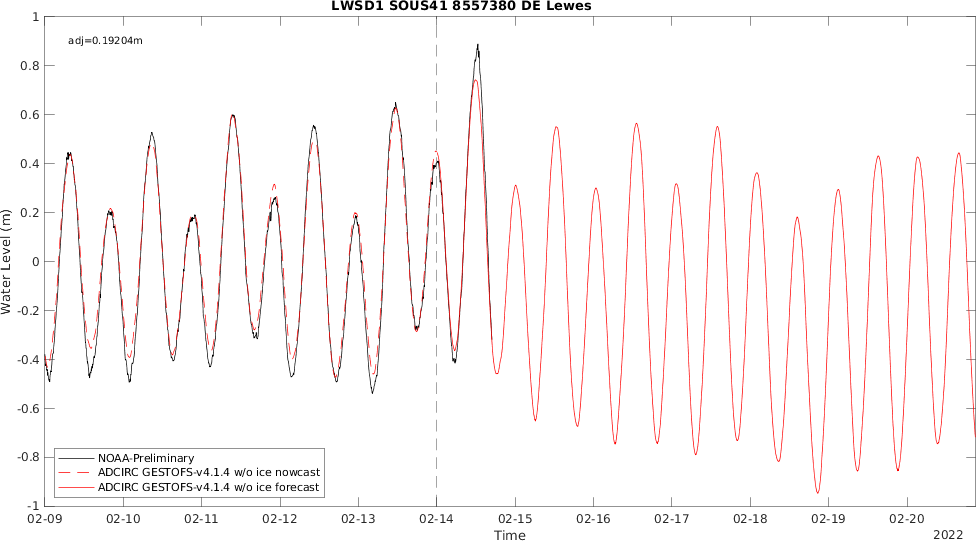 LWSD1 SOUS41 8557380 DE Lewes
adj=0.19204m
1
0.8
0.6
0.4
0.2
0
-0.2
-0.4
-0.6
-0.8
-1
Water Level (m)
NOAA-Preliminary
ADCIRC GESTOFS-v4.1.4 w/o ice nowcast
ADCIRC GESTOFS-v4.1.4 w/o ice forecast
02-09 02-10 02-11 02-12 02-13 02-14 02-15 02-16 02-17 02-18 02-19 02-20
Time
2022